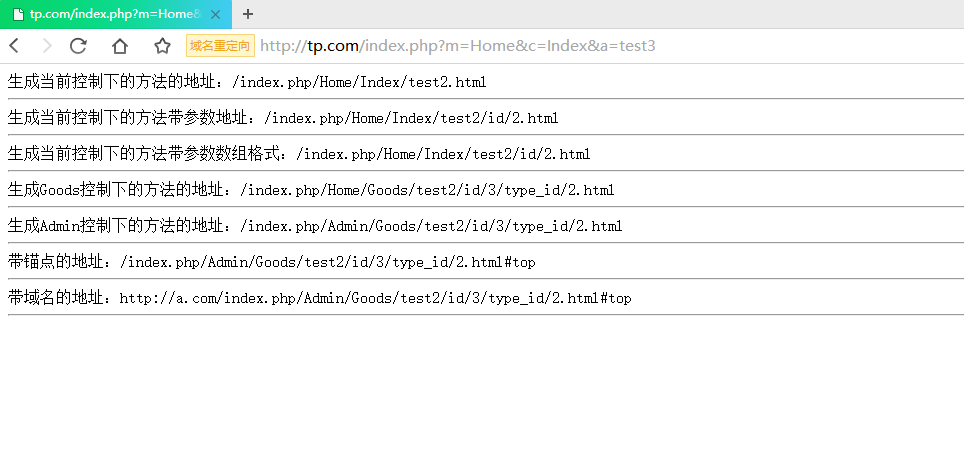 tp.com/index.php?m=Home&
域名重定向 http://tp.com/index.php?m=Home&c=Index&a=test3
生成当前控制下的方法的地址：/index.php/Home/Index/test2.html
生成当前控制下的方法带参数地址：/index.php/Home/Index/test2/id/2.html
生成当前控制下的方法带参数数组格式：/index.php/Home/Index/test2/id/2.html
生成Goods控制下的方法的地址：/index.php/Home/Goods/test2/id/3/type_id/2.html
生成Admin控制下的方法的地址：/index.php/Admin/Goods/test2/id/3/type_id/2.html
带锚点的地址：/index.php/Admin/Goods/test2/id/3/type_id/2.html#top
带域名的地址：http://a.com/index.php/Admin/Goods/test2/id/3/type_id/2.html#top